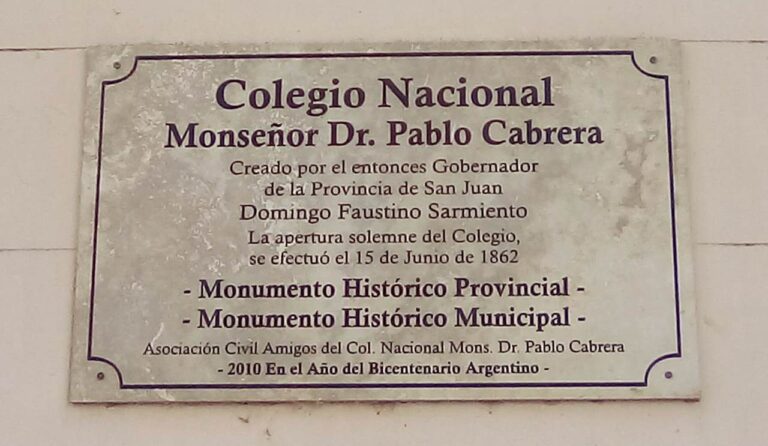 Colegio Nacional
Monseñor Dr. Pablo Cabrera
Creado por el entonces Gobernador
de la Provincia de San Juan
Domingo Faustino Sarmiento
La apertura solemne del Colegio,
se efectuó el 15 de Junio de 1862
- Monumento Histórico Provincial -
- Monumento Histórico Municipal -
Asociación Civil Amigos del Col. Nacional Mons. Dr. Pablo Cabrera
- 2010 En el Año del Bicentenario Argentino -